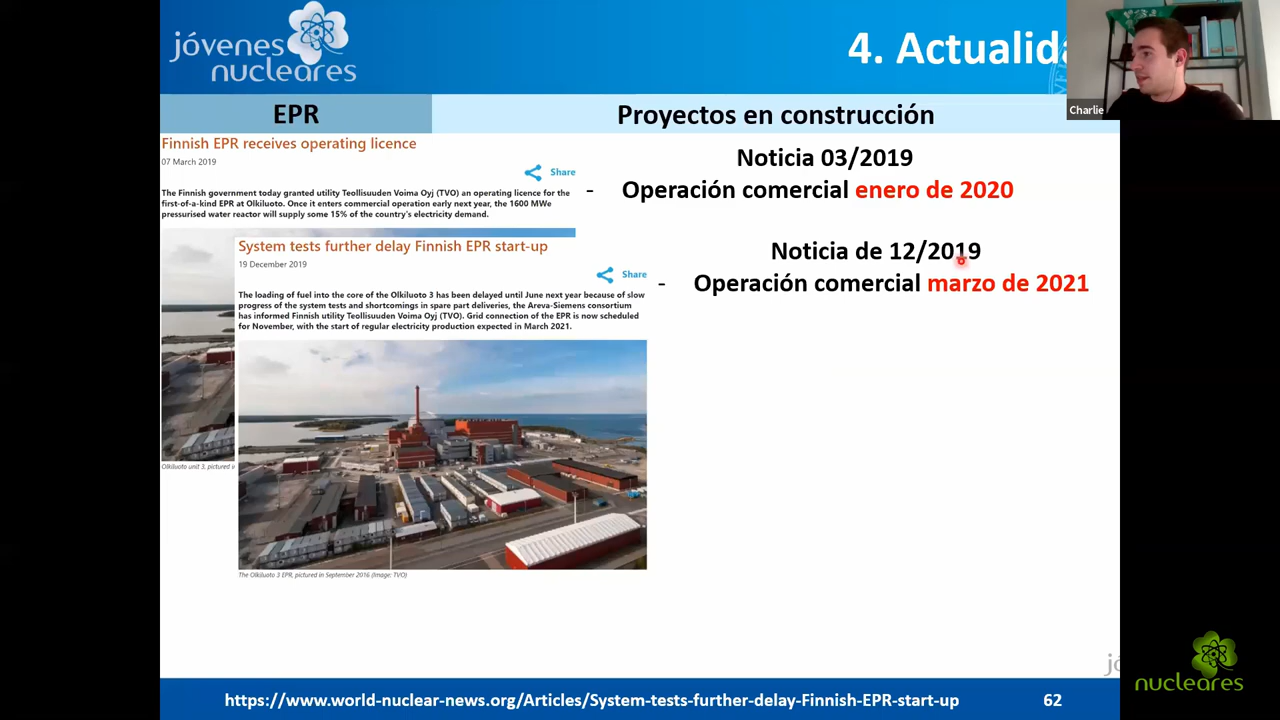 jóvenes
nucleares
4. Actualida
Charlie
EPR
Proyectos en construcción
Finnish EPR receives operating licence
07 March 2019
Share
The Finnish government today granted utility Teollisuuden Voima Oyj (TVO) an operating licence for the
first-of-a-kind EPR at Olkiluoto. Once it enters commercial operation early next year, the 1600 MWe
pressurised water reactor will supply some 15% of the country's electricity demand.
Noticia 03/2019
- Operación comercial enero de 2020
System tests further delay Finnish EPR start-up
19 December 2019
Share
The loading of fuel into the core of the Olkiluoto 3 has been delayed until June next year because of slow
progress of the system tests and shortcomings in spare part deliveries, the Areva-Siemens consortium
has informed Finnish utility Teollisuuden Voima Oyj (TVO). Grid connection of the EPR is now scheduled
for November, with the start of regular electricity production expected in March 2021.
Noticia de 12/2019
- Operación comercial marzo de 2021
Olkiluoto unit 3, pictured i
The Olkiluoto 3 EPR, pictured in September 2016 (Image: TVO)
jó
nucleares
https://www.world-nuclear-news.org/Articles/System-tests-further-delay-Finnish-EPR-start-up
62